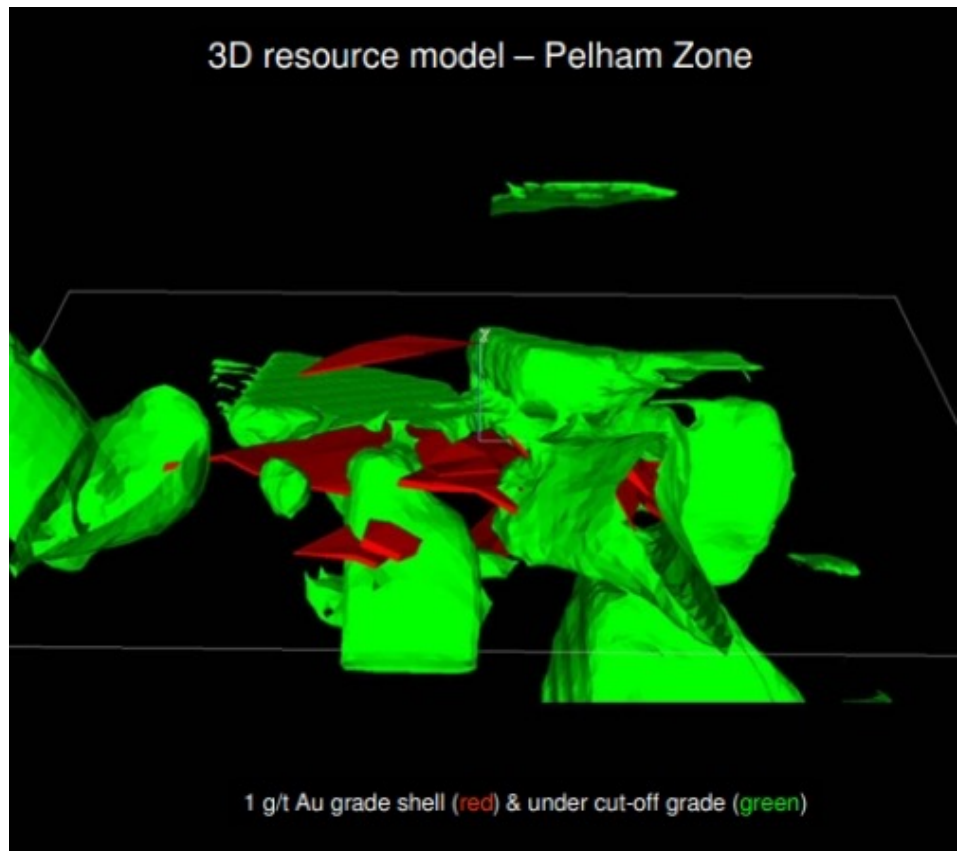 3D resource model – Pelham Zone
1 g/t Au grade shell (red) & under cut-off grade (green)